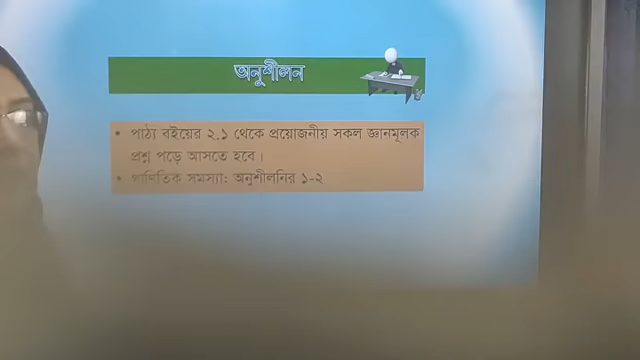 অনুশীলন
• পাঠ্য বইয়ের ২.১ থেকে প্রয়োজনীয় সকল জ্ঞানমূলক
প্রশ্ন পড়ে আসতে হবে।
• গাণিতিক সমস্যা: অনুশীলনির ১-২